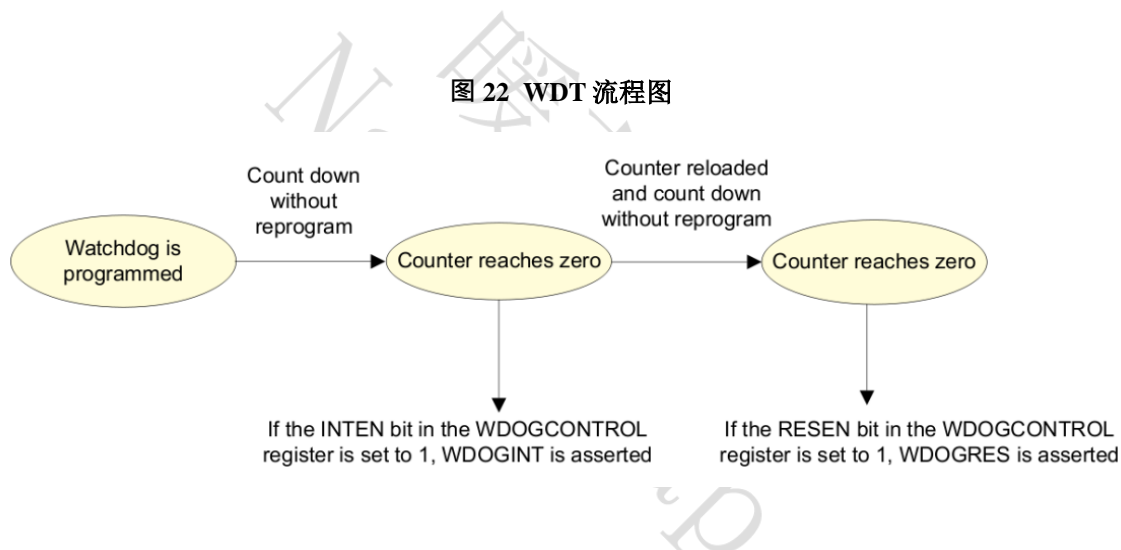 图 22 WDT 流程图
Count down
without
reprogram
Counter reloaded
and count down
without reprogram
Watchdog is
programmed
Counter reaches zero
Counter reaches zero
If the INTEN bit in the WDOGCONTROL
register is set to 1, WDOGINT is asserted
If the RESEN bit in the WDOGCONTROL
register is set to 1, WDOGRES is asserted